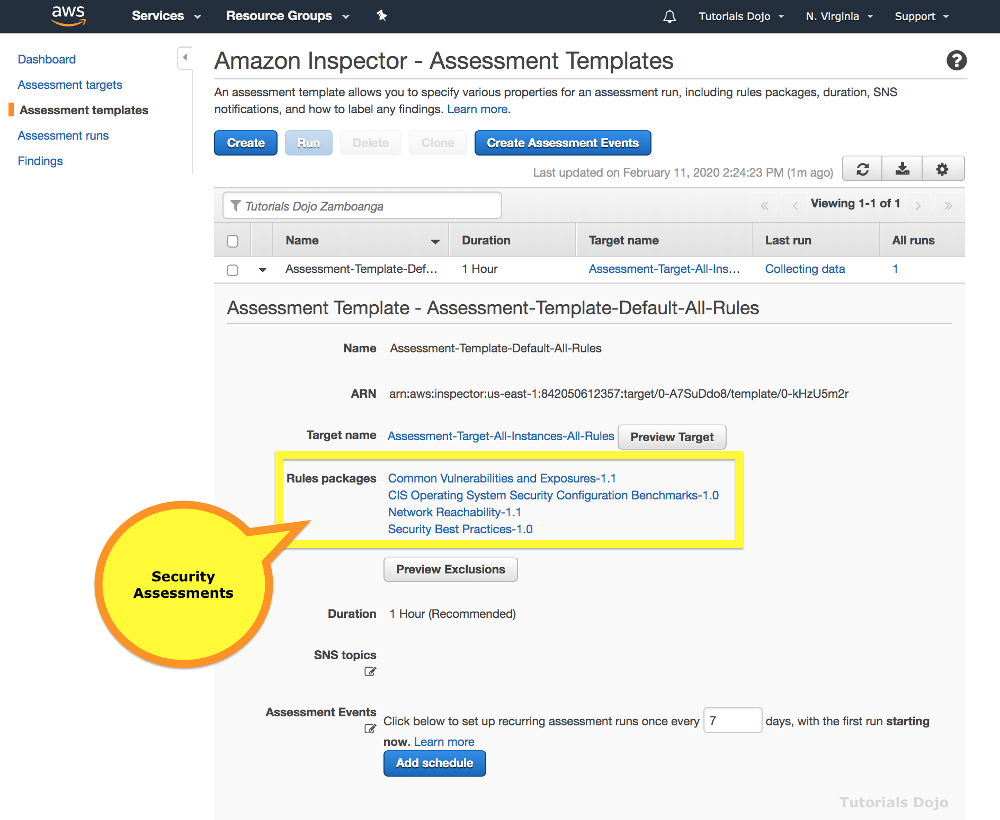 aws Services Resource Groups Tutorials Dojo N. Virginia Support
Dashboard
Assessment targets
Assessment templates
Assessment runs
Findings
Amazon Inspector - Assessment Templates
An assessment template allows you to specify various properties for an assessment run, including rules packages, duration, SNS
notifications, and how to label any findings. Learn more.
Create Run Delete Clone Create Assessment Events
Last updated on February 11, 2020 2:24:23 PM (1m ago)
Tutorials Dojo Zamboanga
« ‹ Viewing 1-1 of 1 › »
Name Duration Target name Last run All runs
Assessment-Template-Def... 1 Hour Assessment-Target-All-Ins... Collecting data 1
Assessment Template - Assessment-Template-Default-All-Rules
Name Assessment-Template-Default-All-Rules
ARN arn:aws:inspector:us-east-1:842050612357:target/0-A7SuDdo8/template/0-kHzU5m2r
Target name Assessment-Target-All-Instances-All-Rules Preview Target
Rules packages Common Vulnerabilities and Exposures-1.1
CIS Operating System Security Configuration Benchmarks-1.0
Network Reachability-1.1
Security Best Practices-1.0
Preview Exclusions
Security
Assessments
Duration 1 Hour (Recommended)
SNS topics
Assessment Events Click below to set up recurring assessment runs once every 7 days, with the first run starting
now. Learn more
Add schedule
Tutorials Dojo